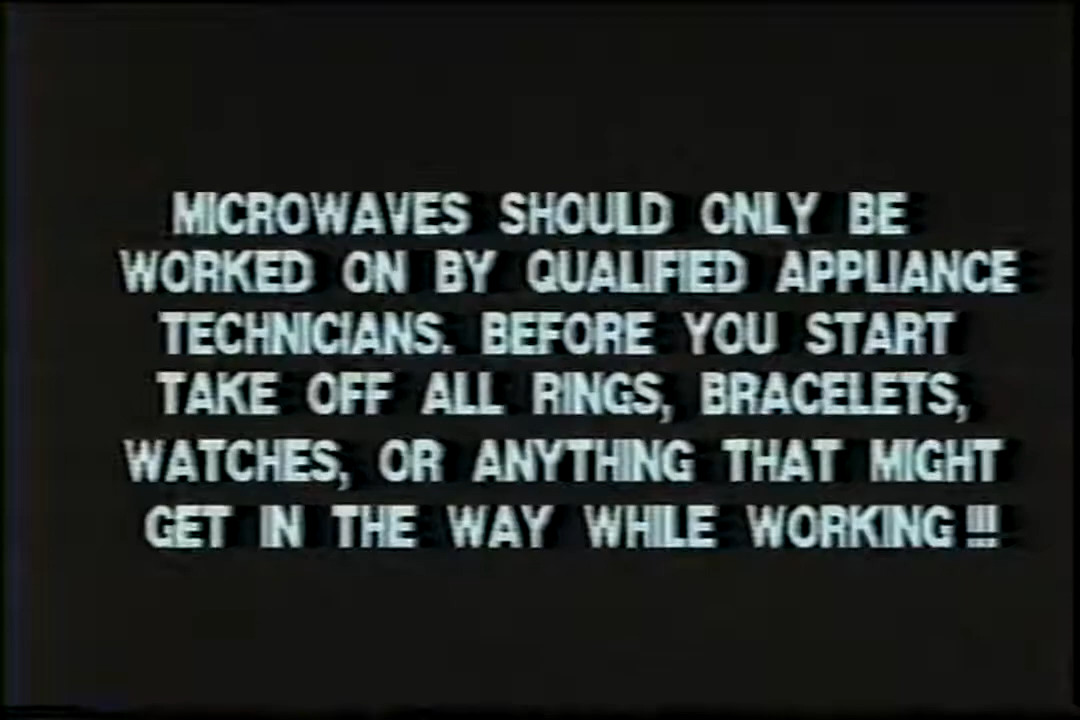 MICROWAVES SHOULD ONLY BE
WORKED ON BY QUALIFIED APPLIANCE
TECHNICIANS. BEFORE YOU START
TAKE OFF ALL RINGS, BRACELETS,
WATCHES, OR ANYTHING THAT MIGHT
GET IN THE WAY WHILE WORKING!!!